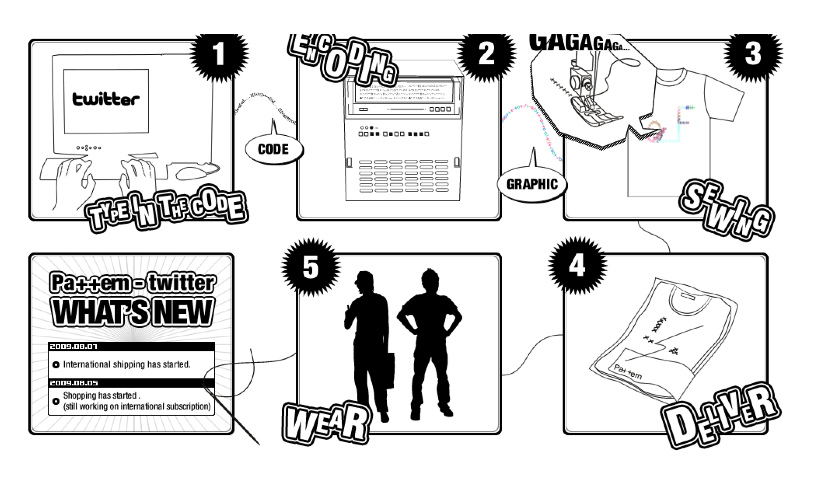 1
twitter
TYPE IN THE CODE
CODE
ENCODING
2
GRAPHIC
GAGAGAGA...
3
SEWING
4
Pa++ern
DELIVER
5
WEAR
Pa++ern - twitter
WHAT'S NEW
2009.08.07
International shipping has started.
2009.08.05
Shopping has started .
(still working on international subscription)